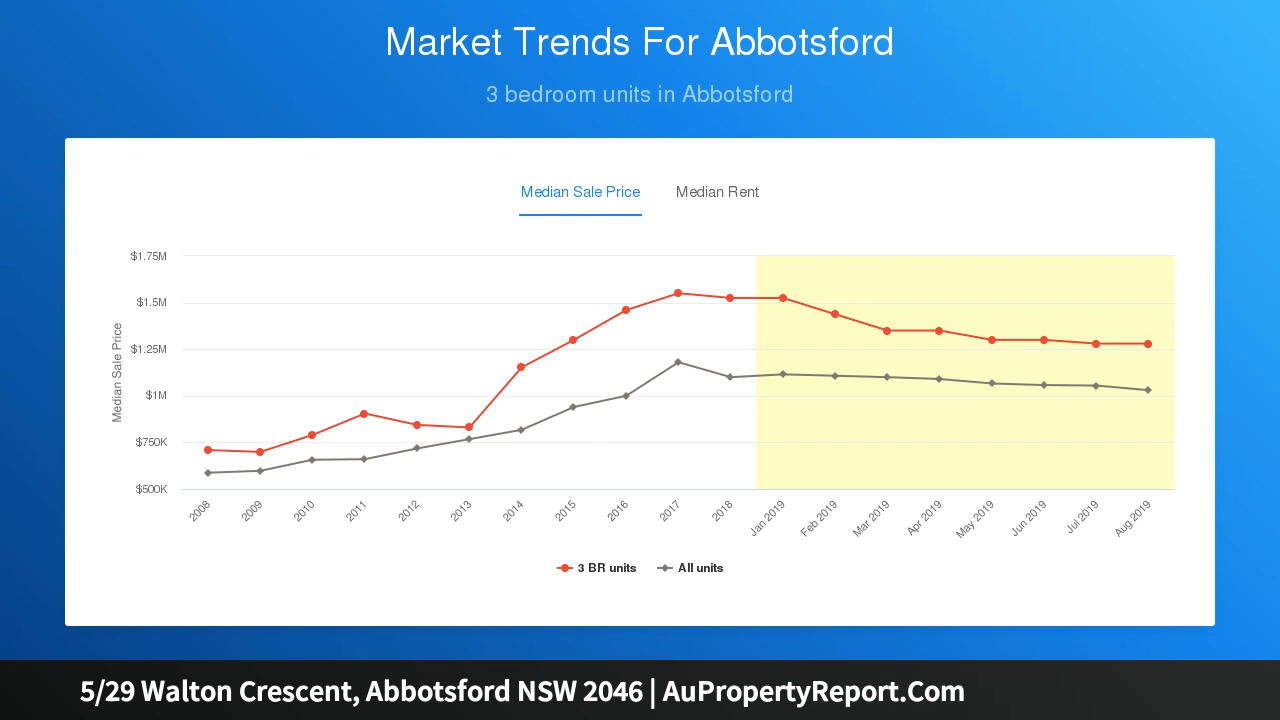 Market Trends For Abbotsford
3 bedroom units in Abbotsford
Median Sale Price Median Rent
$1.75M
$1.5M
$1.25M
$1M
$750K
$500K
Median Sale Price
2008 2009 2010 2011 2012 2013 2014 2015 2016 2017 2018 Jan 2019 Feb 2019 Mar 2019 Apr 2019 May 2019 Jun 2019 Jul 2019 Aug 2019
3 BR units All units
5/29 Walton Crescent, Abbotsford NSW 2046 | AuPropertyReport.Com